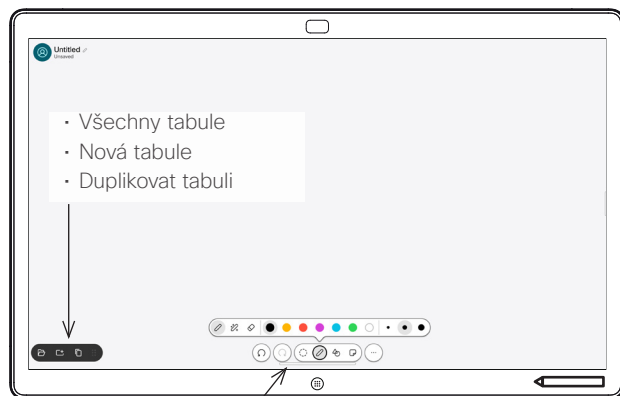 Untitled
Unsaved
• Všechny tabule
• Nová tabule
• Duplikovat tabuli